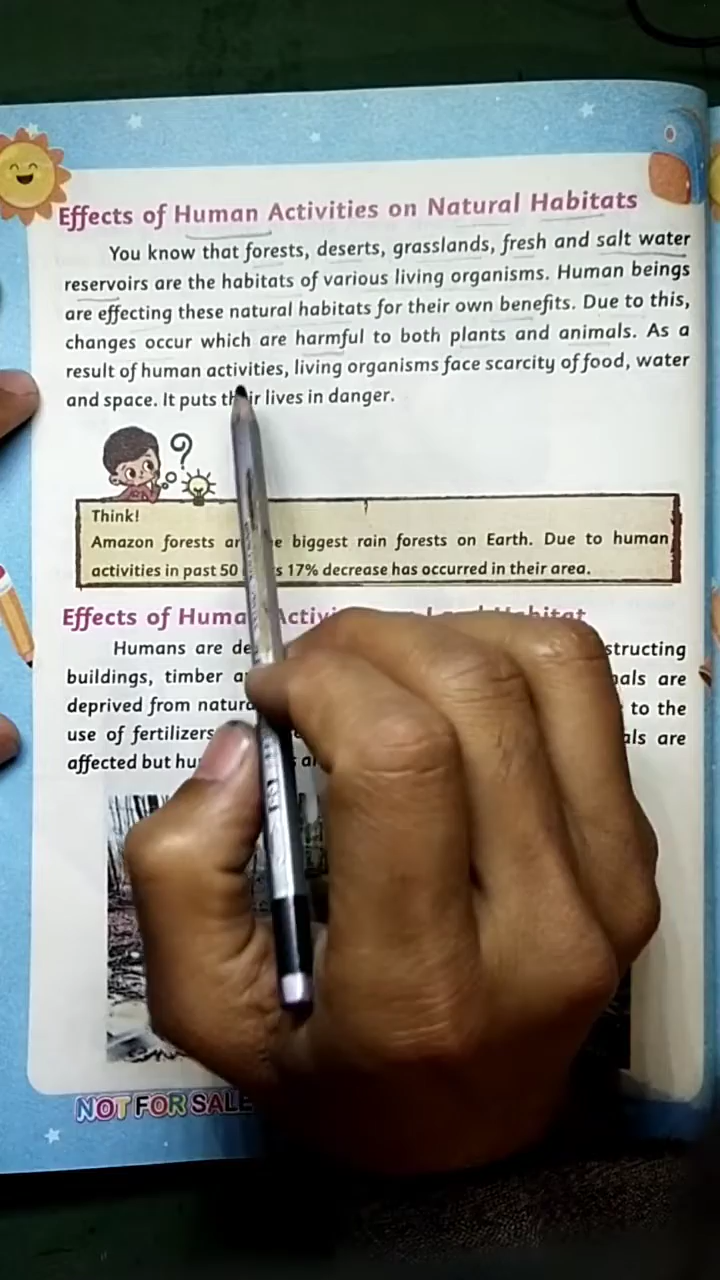 Effects of Human Activities on Natural Habitats
You know that forests, deserts, grasslands, fresh and salt water
reservoirs are the habitats of various living organisms. Human beings
are effecting these natural habitats for their own benefits. Due to this,
changes occur which are harmful to both plants and animals. As a
result of human activities, living organisms face scarcity of food, water
and space. It puts their lives in danger.
?
Think!
Amazon forests are the biggest rain forests on Earth. Due to human
activities in past 50 17% decrease has occurred in their area.
Effects of Human Activities Land Habitat
Humans are structing
buildings, timber als are
deprived from to the
use of fertilizers als are
affected but
NOT FOR SALE